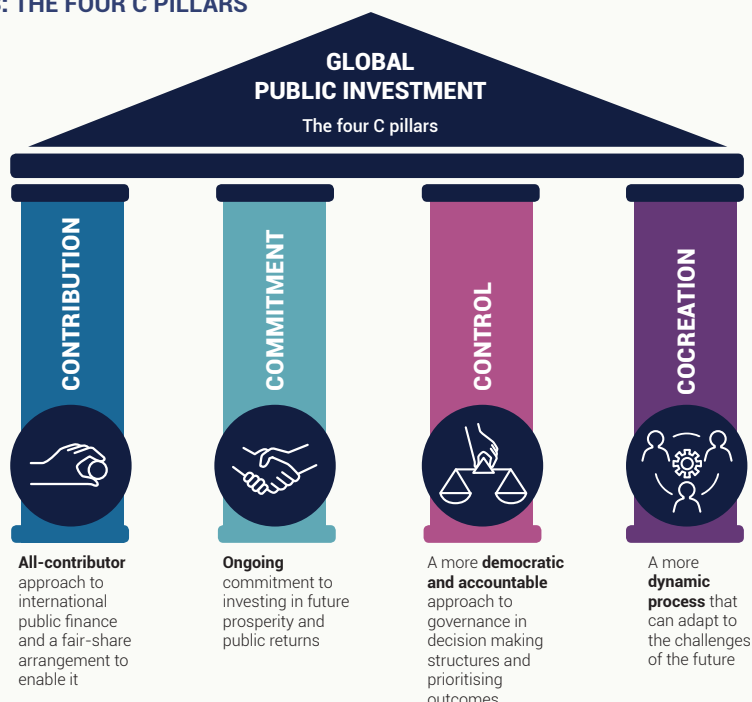 : THE FOUR C PILLARS
GLOBAL
PUBLIC INVESTMENT
The four C pillars
CONTRIBUTION
COMMITMENT
CONTROL
COCREATION
All-contributor
approach to
international
public finance
and a fair-share
arrangement to
enable it
Ongoing
commitment to
investing in future
prosperity and
public returns
A more democratic
and accountable
approach to
governance in
decision making
structures and
prioritising
outcomes
A more
dynamic
process that
can adapt to
the challenges
of the future